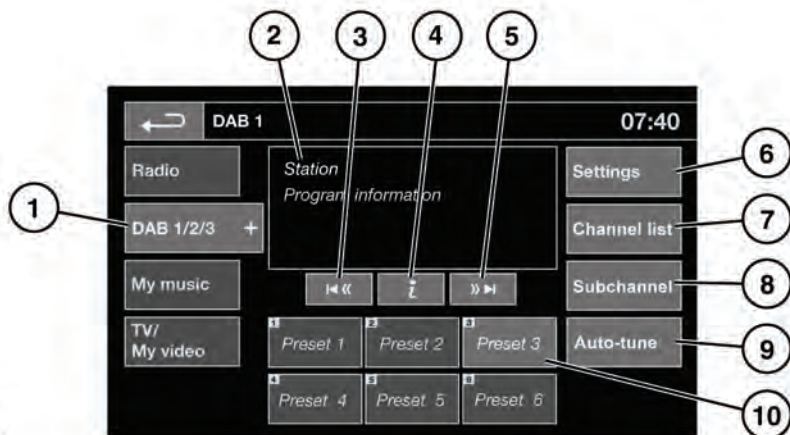 2
3
4
5
DAB 1
07:40
Radio
Station
Program information
Settings
6
1
DAB 1/2/3 +
Channel list
7
My music
i
Subchannel
8
TV/
My video
1 Preset 1
2 Preset 2
3 Preset 3
Auto-tune
9
4 Preset 4
5 Preset 5
6 Preset 6
10